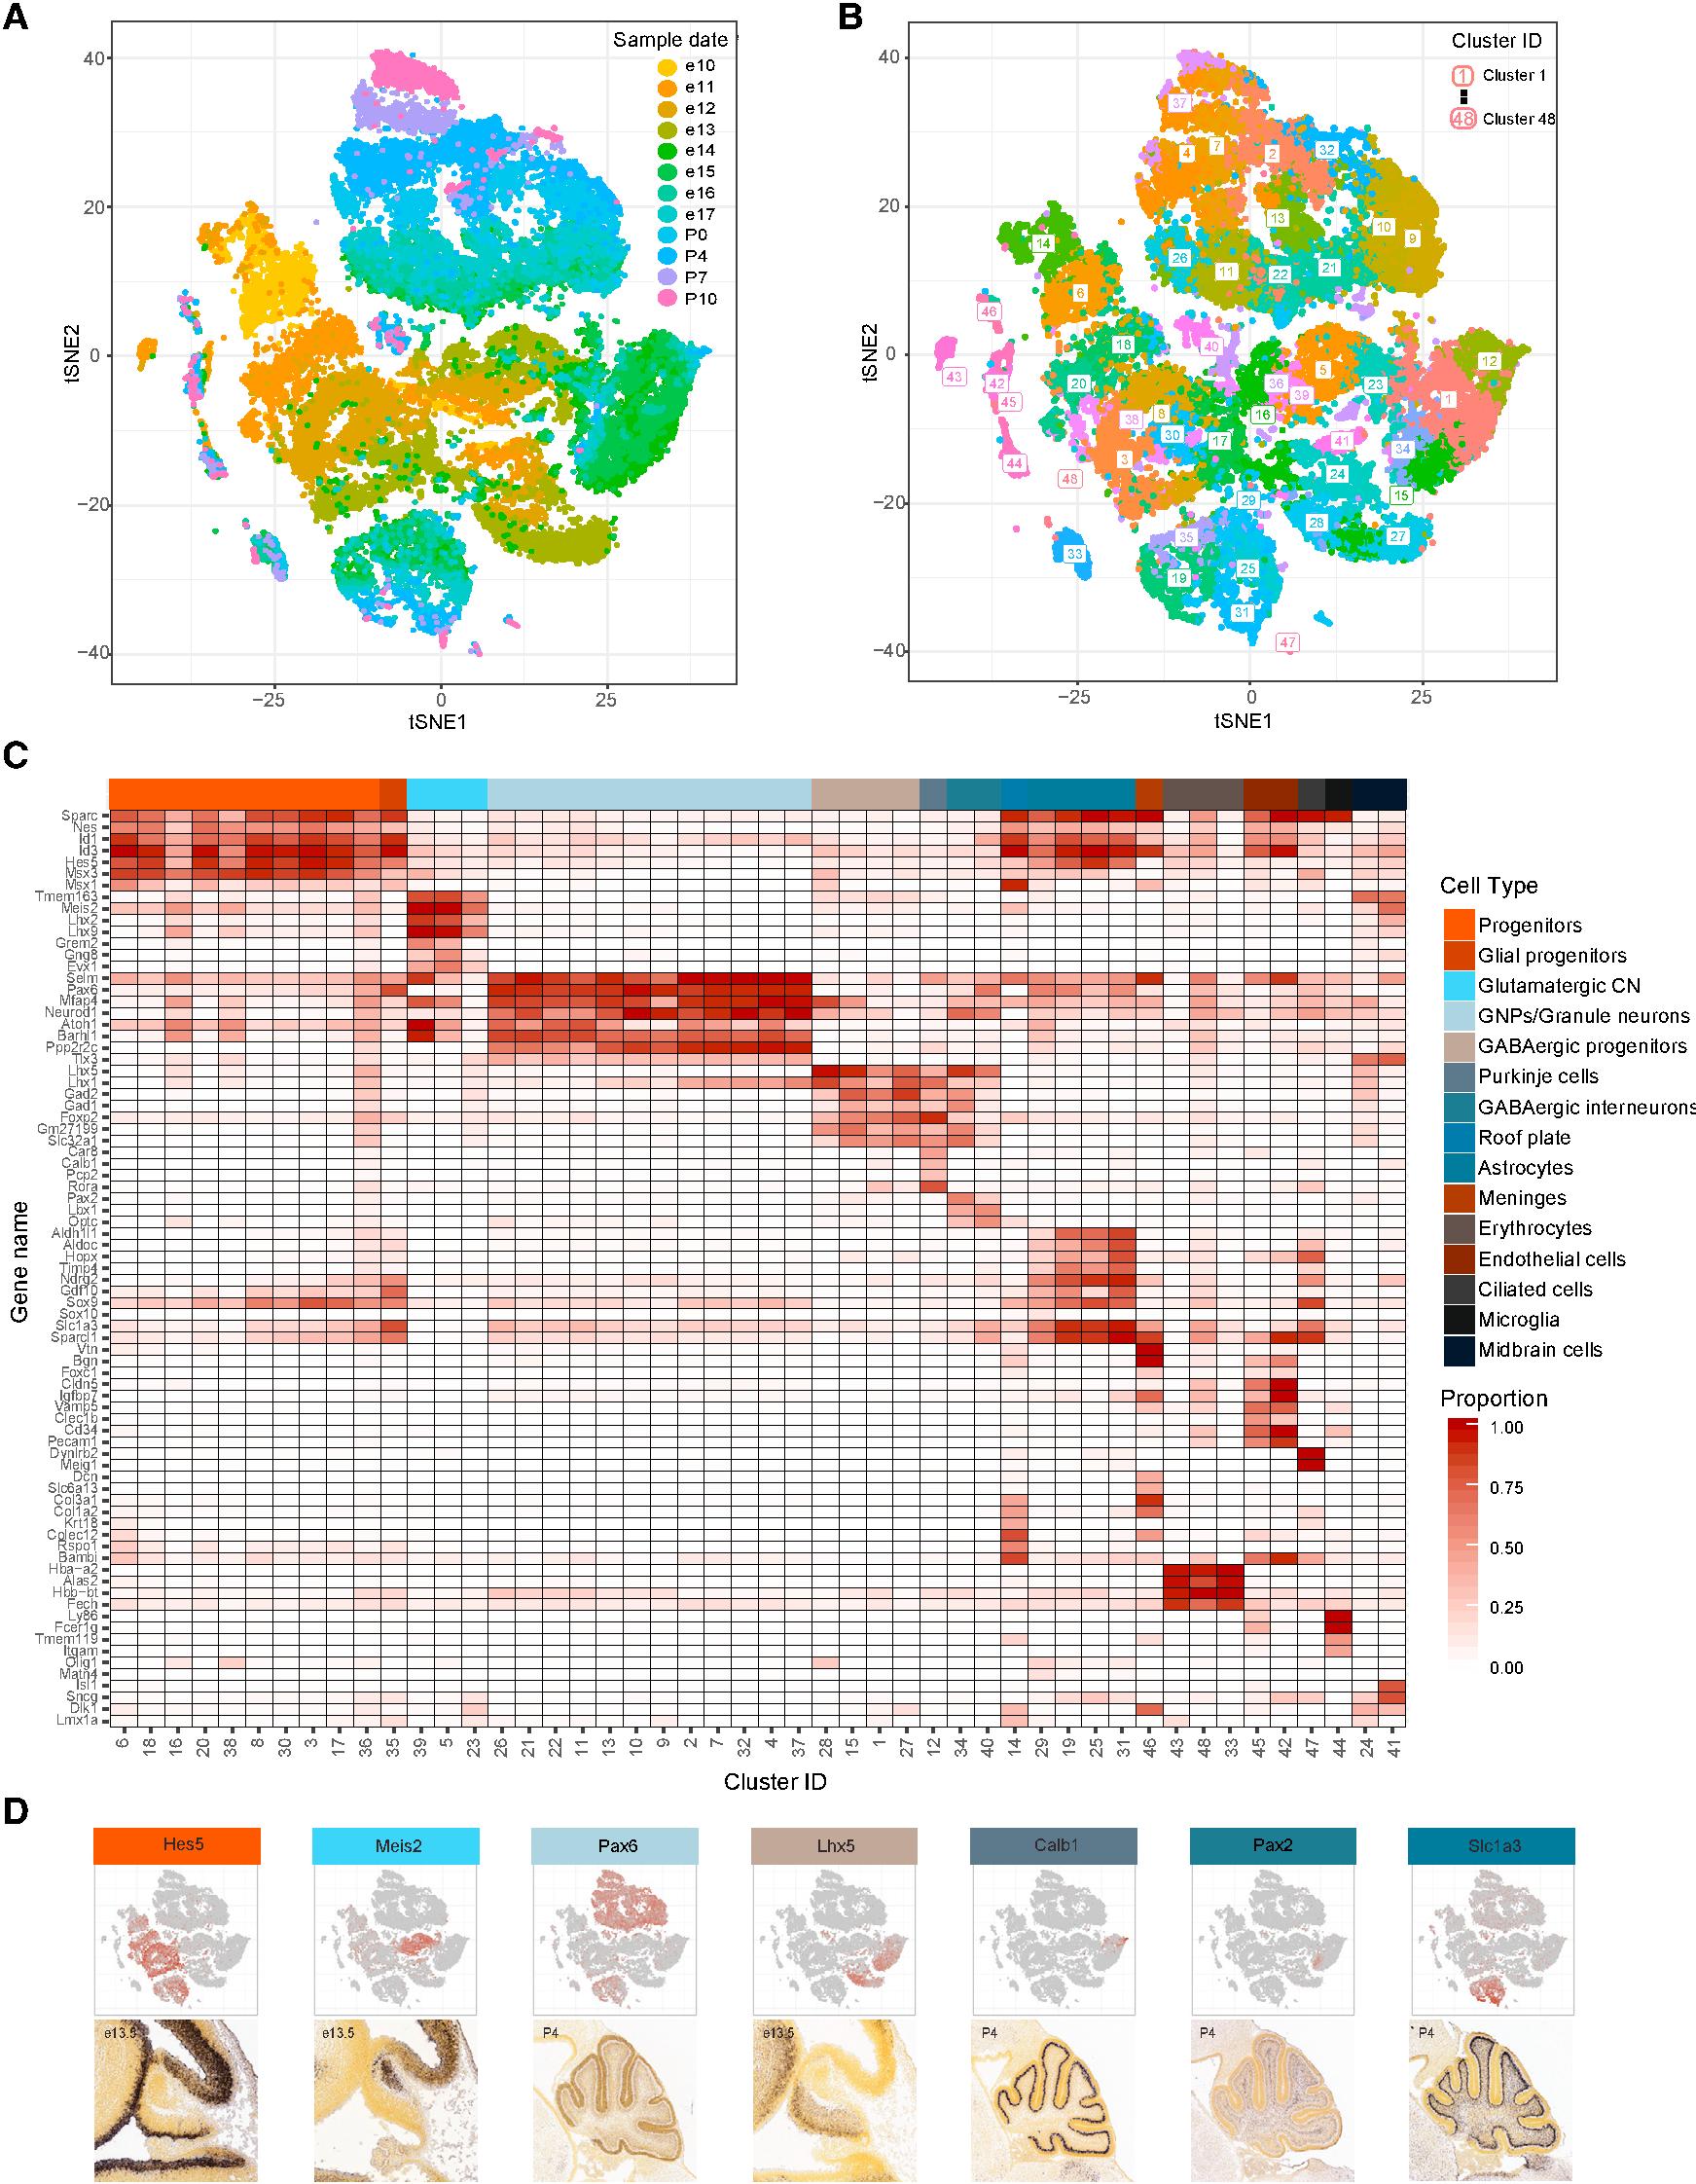 A
Sample date
e10
e11
e12
e13
e14
e15
e16
e17
P0
P4
P7
P10
40
20
0
−20
−40
tSNE2
−25
0
25
tSNE1
B
Cluster ID
1 Cluster 1
48 Cluster 48
40
20
0
−20
−40
tSNE2
−25
0
25
tSNE1
37
4
7
2
32
13
10
9
14
26
11
22
21
6
46
18
40
43
42
45
20
36
39
5
23
12
1
38
8
16
30
17
41
34
3
24
44
48
15
29
28
27
35
33
25
19
31
47
C
Sparc
Nes
Id1
Id3
Hes5
Msx3
Msx1
Tmem163
Meis2
Lhx2
Lhx9
Grem2
Gng8
Evx1
Selm
Pax6
Mfap4
Neurod1
Atoh1
Barhl1
Ppp2r2c
Tlx3
Lhx5
Lhx1
Gad2
Gad1
Foxp2
Gm27199
Slc32a1
Car8
Calb1
Pcp2
Rora
Pax2
Lbx1
Optc
Aldh1l1
Aldoc
Hopx
Timp4
Ndrg2
Gdf10
Sox9
Sox10
Slc1a3
Sparcl1
Vtn
Bgn
Foxc1
Cldn5
Igfbp7
Vamp5
Clec1b
Cd34
Pecam1
Dynlrb2
Meig1
Dcn
Slc6a13
Col3a1
Col1a2
Krt18
Colec12
Rspo1
Bambi
Hba−a2
Alas2
Hbb−bt
Fech
Ly86
Fcer1g
Tmem119
Itgam
Olig1
Matn4
Isl1
Sncg
Dlk1
Lmx1a
Gene name
6 18 16 20 38 8 30 3 17 36 35 39 5 23 26 21 22 11 13 10 9 2 7 32 4 37 28 15 1 27 12 34 40 14 29 19 25 31 46 43 48 33 45 42 47 44 24 41
Cluster ID
Cell Type
Progenitors
Glial progenitors
Glutamatergic CN
GNPs/Granule neurons
GABAergic progenitors
Purkinje cells
GABAergic interneurons
Roof plate
Astrocytes
Meninges
Erythrocytes
Endothelial cells
Ciliated cells
Microglia
Midbrain cells
Proportion
1.00
0.75
0.50
0.25
0.00
D
Hes5
Meis2
Pax6
Lhx5
Calb1
Pax2
Slc1a3
e13.5
e13.5
P4
e13.5
P4
P4
P4